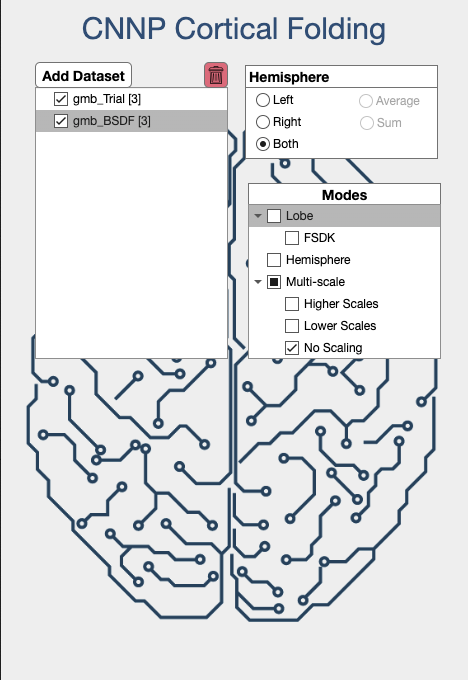 CNNP Cortical Folding
Add Dataset
gmb_Trial [3]
gmb_BSDF [3]
Hemisphere
Left
Average
Right
Sum
Both
Modes
Lobe
FSDK
Hemisphere
Multi-scale
Higher Scales
Lower Scales
No Scaling